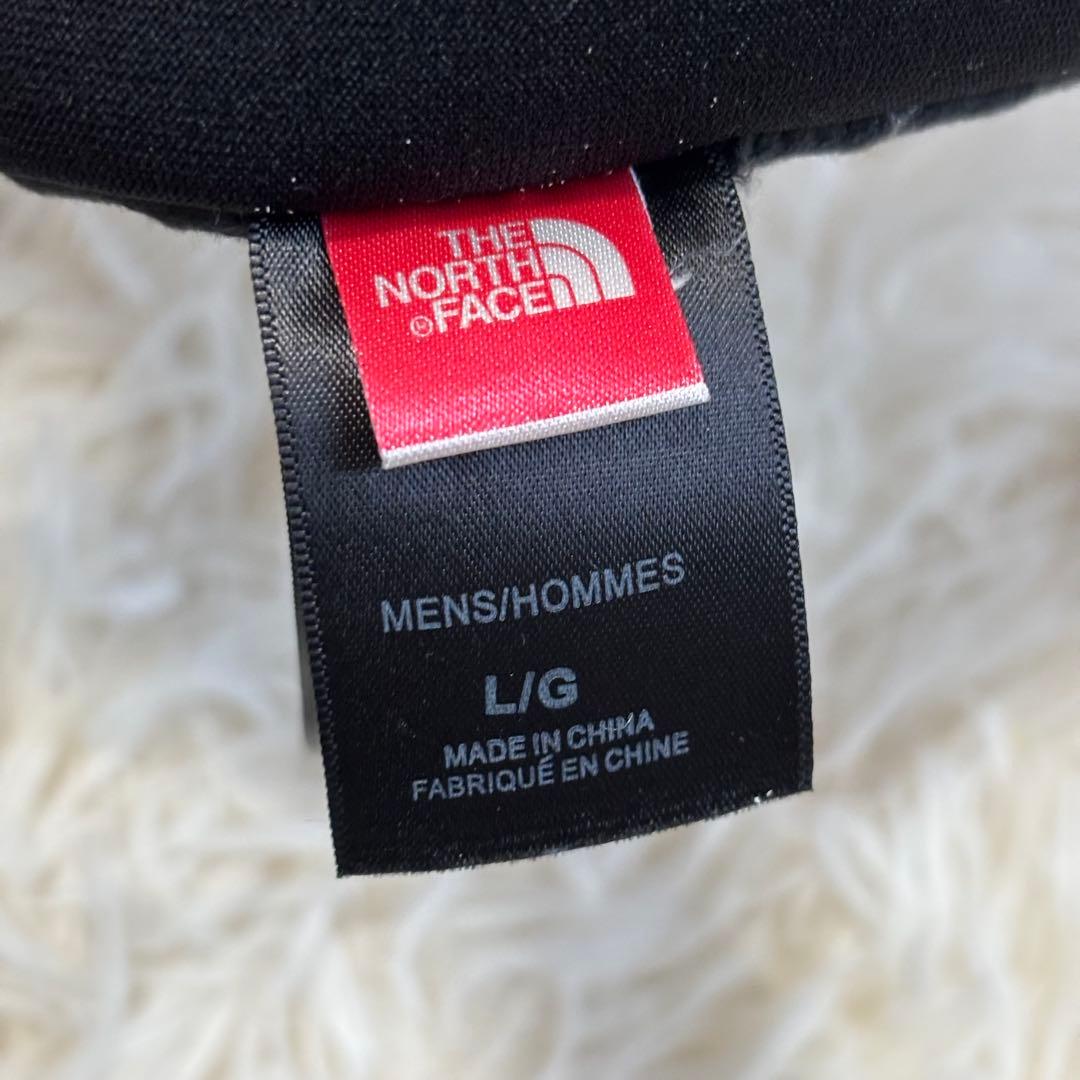 THE
NORTH
FACE®
MENS/HOMMES
L/G
MADE IN CHINA
FABRIQUÉ EN CHINE